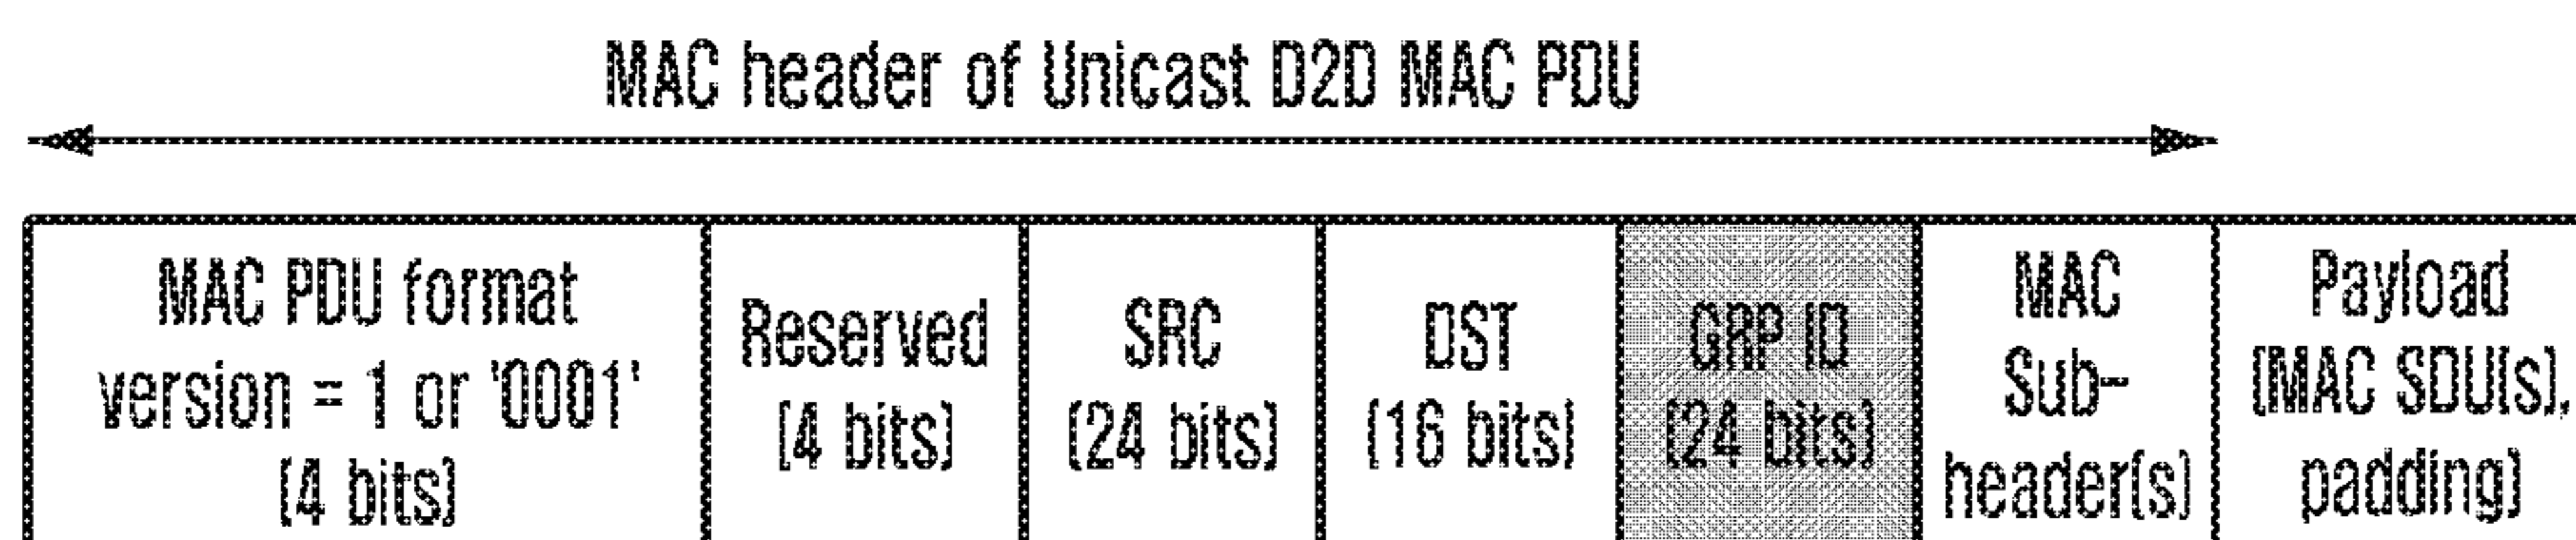 MAC header of Unicast D2D MAC PDU
MAC PDU format
version = 1 or '0001'
(4 bits)
Reserved
(4 bits)
SRC
(24 bits)
DST
(16 bits)
GRP ID
(24 bits)
MAC
Sub-
header(s)
Payload
(MAC SDU(s),
padding)